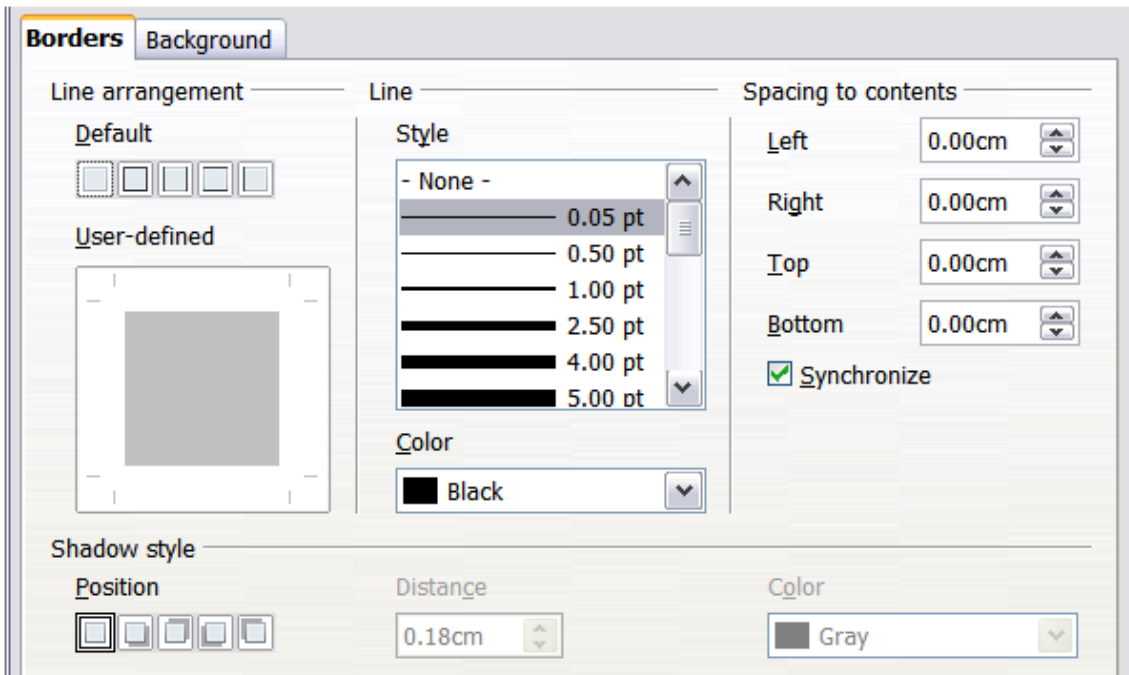 Borders Background
Line arrangement
Default
User-defined
Line
Style
- None -
0.05 pt
0.50 pt
1.00 pt
2.50 pt
4.00 pt
5.00 pt
Color
Black
Spacing to contents
Left 0.00cm
Right 0.00cm
Top 0.00cm
Bottom 0.00cm
Synchronize
Shadow style
Position
Distance
0.18cm
Color
Gray